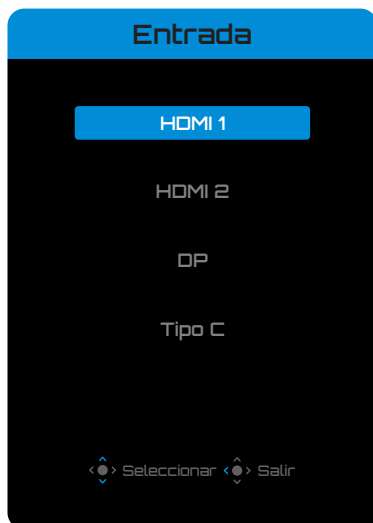 Entrada
HDMI 1
HDMI 2
DP
Tipo C
Seleccionar Salir